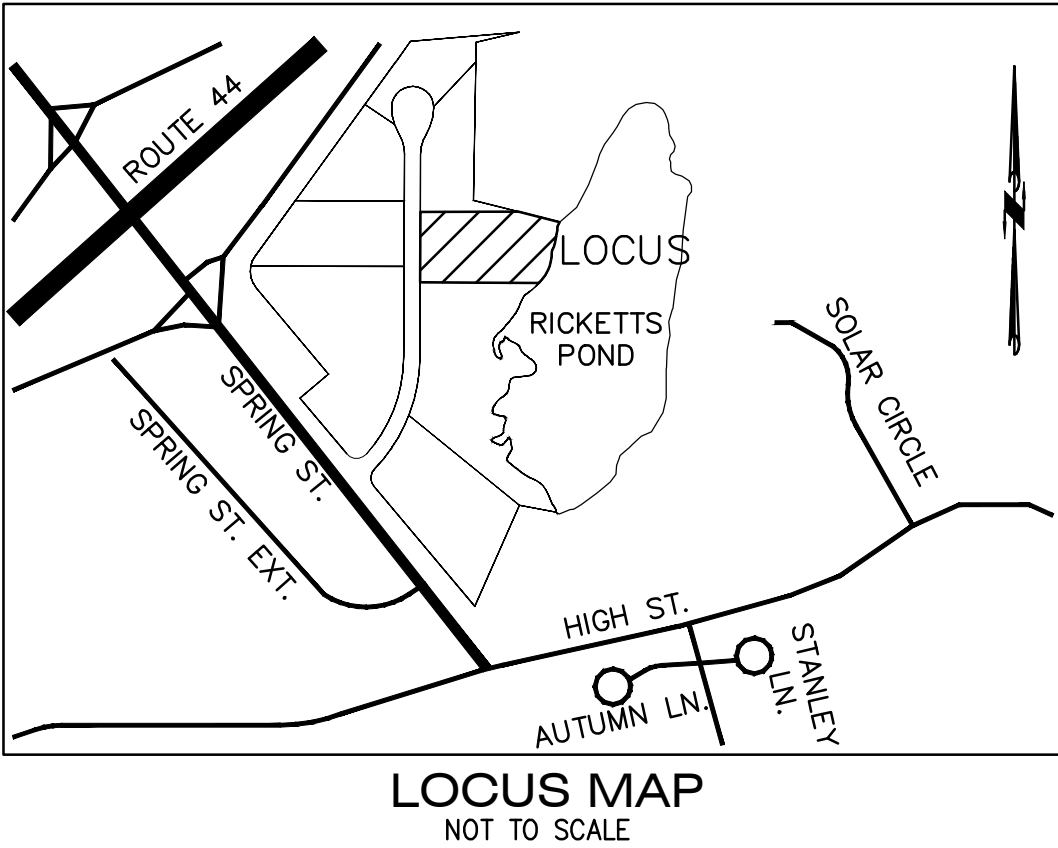 ROUTE 44
LOCUS
RICKETTS
POND
SOLAR CIRCLE
SPRING ST.
SPRING ST. EXT.
HIGH ST.
STANLEY
LN.
AUTUMN LN.
N
LOCUS MAP
NOT TO SCALE